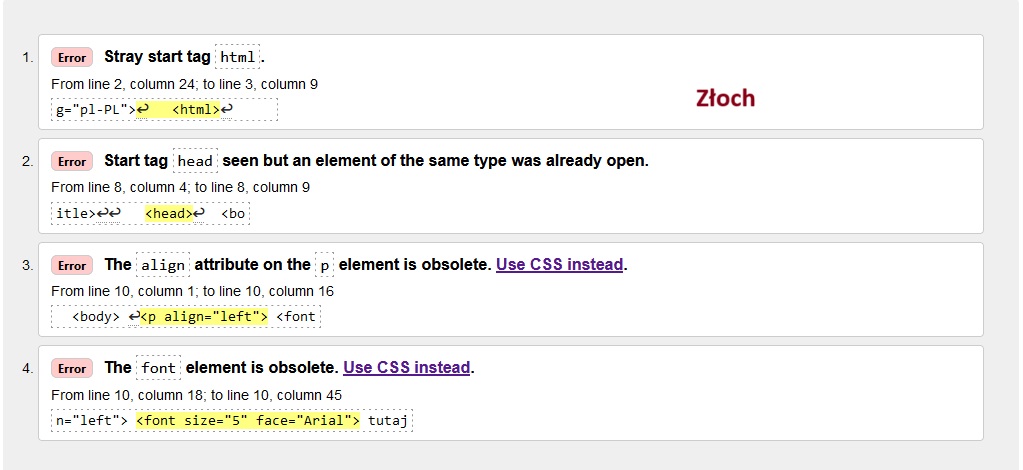 1. Error Stray start tag html.
From line 2, column 24; to line 3, column 9
g="pl-PL">↩ <html>↩
Złoch
2. Error Start tag head seen but an element of the same type was already open.
From line 8, column 4; to line 8, column 9
itle>↩↩ <head>↩ <bo
3. Error The align attribute on the p element is obsolete. Use CSS instead.
From line 10, column 1; to line 10, column 16
<body> ↩<p align="left"> <font
4. Error The font element is obsolete. Use CSS instead.
From line 10, column 18; to line 10, column 45
n="left"> <font size="5" face="Arial"> tutaj